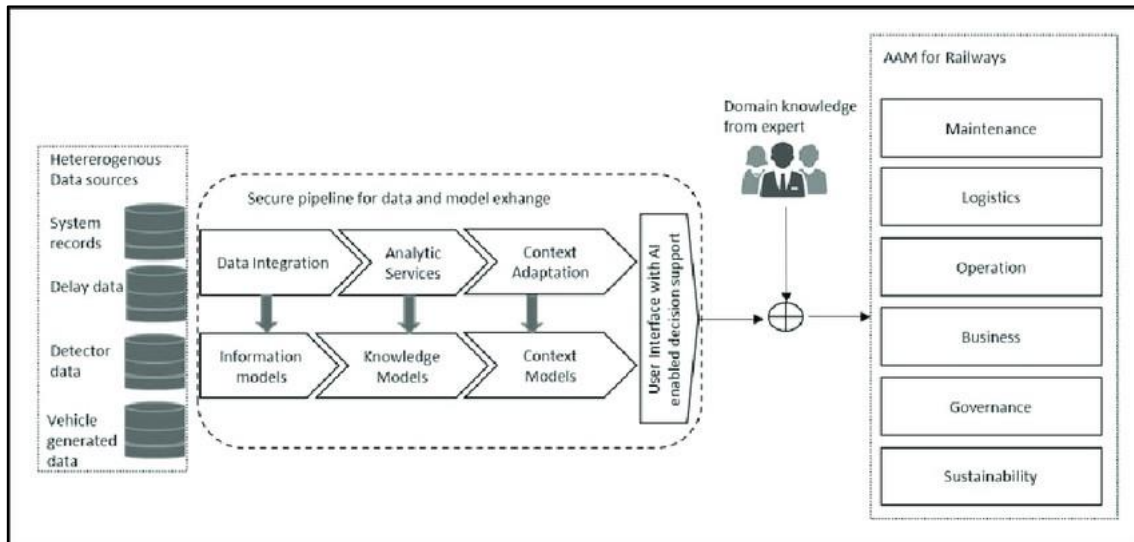 Hetererogenous
Data sources
System
records
Delay data
Detector
data
Vehicle
generated
data
Secure pipeline for data and model exhange
Data Integration
Analytic
Services
Context
Adaptation
Information
models
Knowledge
Models
Context
Models
User Interface with AI
enabled decision support
Domain knowledge
from expert
AAM for Railways
Maintenance
Logistics
Operation
Business
Governance
Sustainability